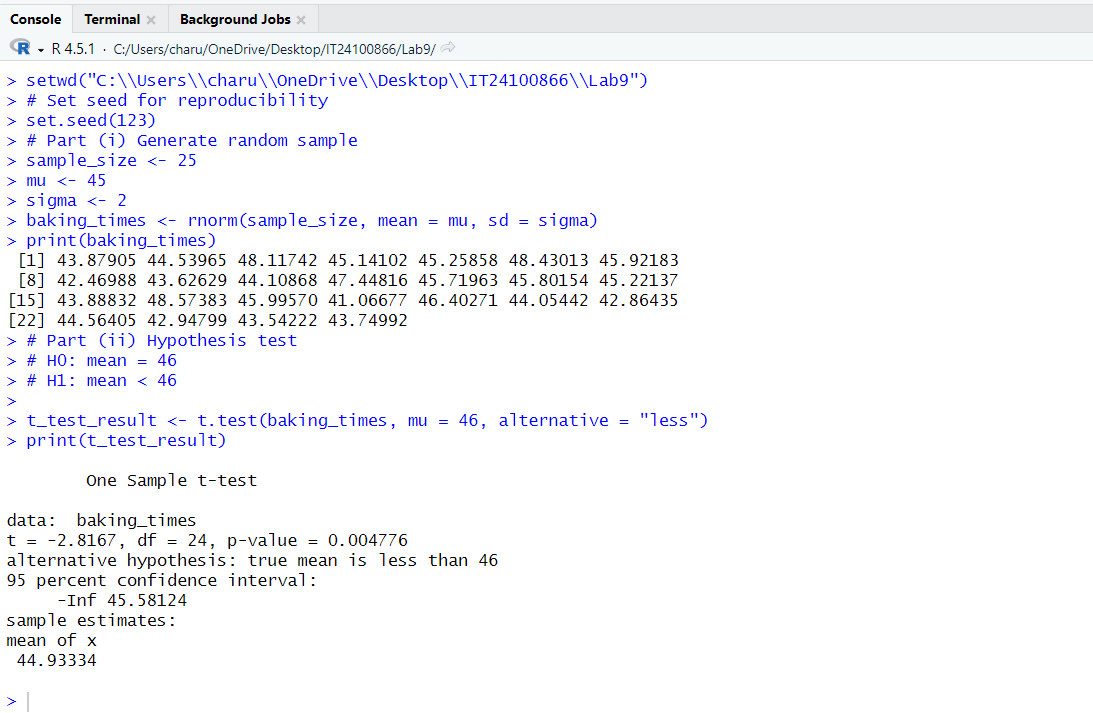 Console Terminal Background Jobs
R R 4.5.1 · C:/Users/charu/OneDrive/Desktop/IT24100866/Lab9/
> setwd("C:\\Users\\charu\\OneDrive\\Desktop\\IT24100866\\Lab9")
> # Set seed for reproducibility
> set.seed(123)
> # Part (i) Generate random sample
> sample_size <- 25
> mu <- 45
> sigma <- 2
> baking_times <- rnorm(sample_size, mean = mu, sd = sigma)
> print(baking_times)
 [1] 43.87905 44.53965 48.11742 45.14102 45.25858 48.43013 45.92183
 [8] 42.46988 43.62629 44.10868 47.44816 45.71963 45.80154 45.22137
[15] 43.88832 48.57383 45.99570 41.06677 46.40271 44.05442 42.86435
[22] 44.56405 42.94799 43.54222 43.74992
> # Part (ii) Hypothesis test
> # H0: mean = 46
> # H1: mean < 46
>
> t_test_result <- t.test(baking_times, mu = 46, alternative = "less")
> print(t_test_result)
One Sample t-test
data:  baking_times
t = -2.8167, df = 24, p-value = 0.004776
alternative hypothesis: true mean is less than 46
95 percent confidence interval:
     -Inf 45.58124
sample estimates:
mean of x
 44.93334
>